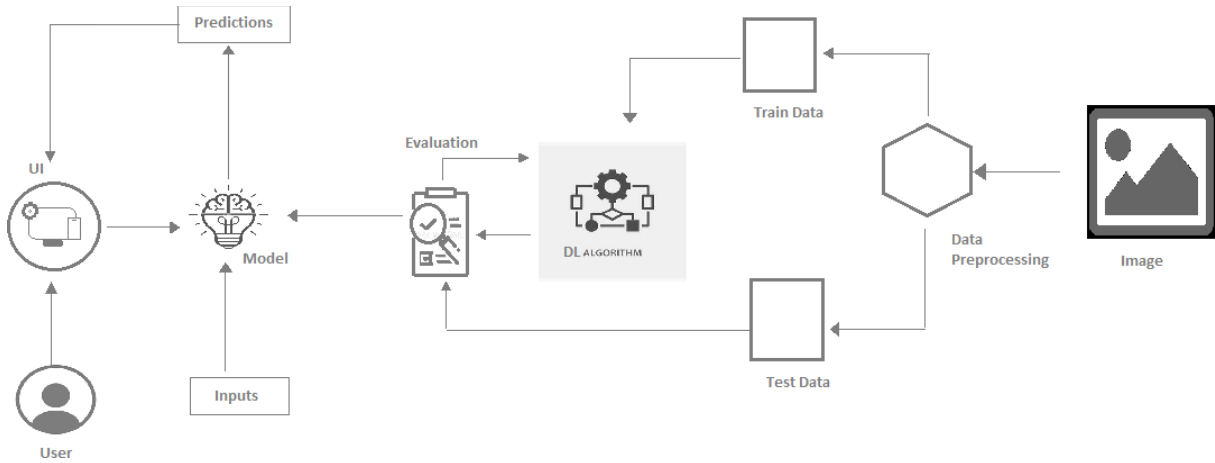 Predictions
Train Data
Evaluation
UI
DL ALGORITHM
Model
Data
Preprocessing
Image
Inputs
Test Data
User